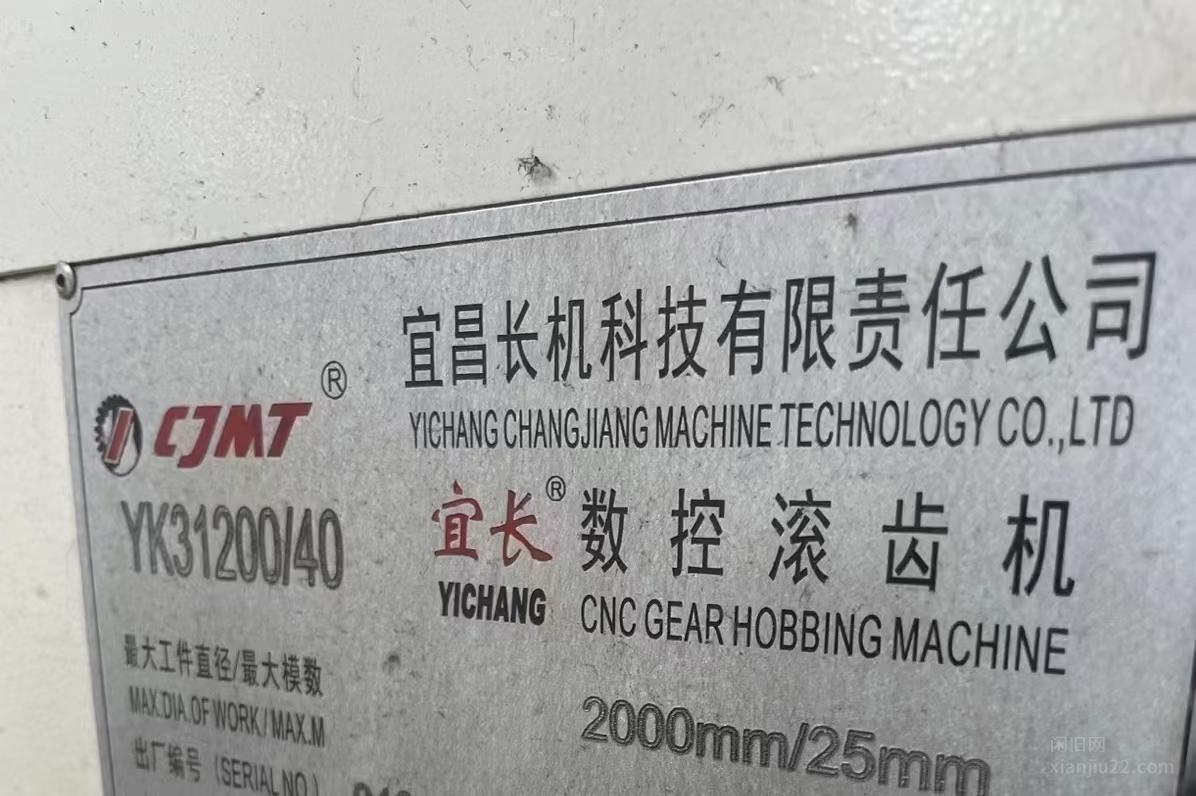 宜昌长机科技有限责任公司
CJMT®
YICHANG CHANGJIANG MACHINE TECHNOLOGY CO.,LTD
YK31200/40
宜长® 数控滚齿机
YICHANG CNC GEAR HOBBING MACHINE
最大工件直径/最大模数
MAX.DIA.OF WORK/MAX.M
2000mm/25mm
出厂编号(SERIAL NO.)
闲旧网
xianjiu22.com